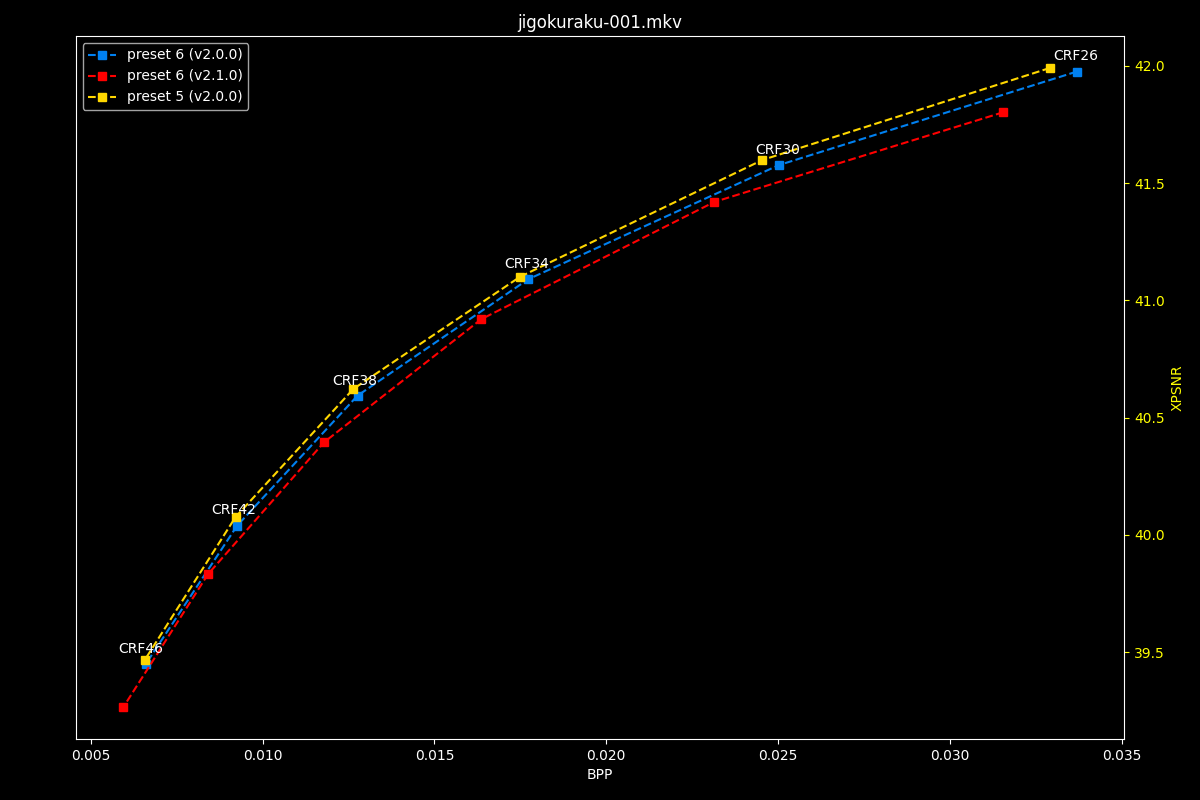 jigokuraku-001.mkv
preset 6 (v2.0.0)
preset 6 (v2.1.0)
preset 5 (v2.0.0)
CRF26
CRF30
CRF34
CRF38
CRF42
CRF46
42.0
41.5
41.0
40.5
40.0
39.5
XPSNR
0.005 0.010 0.015 0.020 0.025 0.030 0.035
BPP